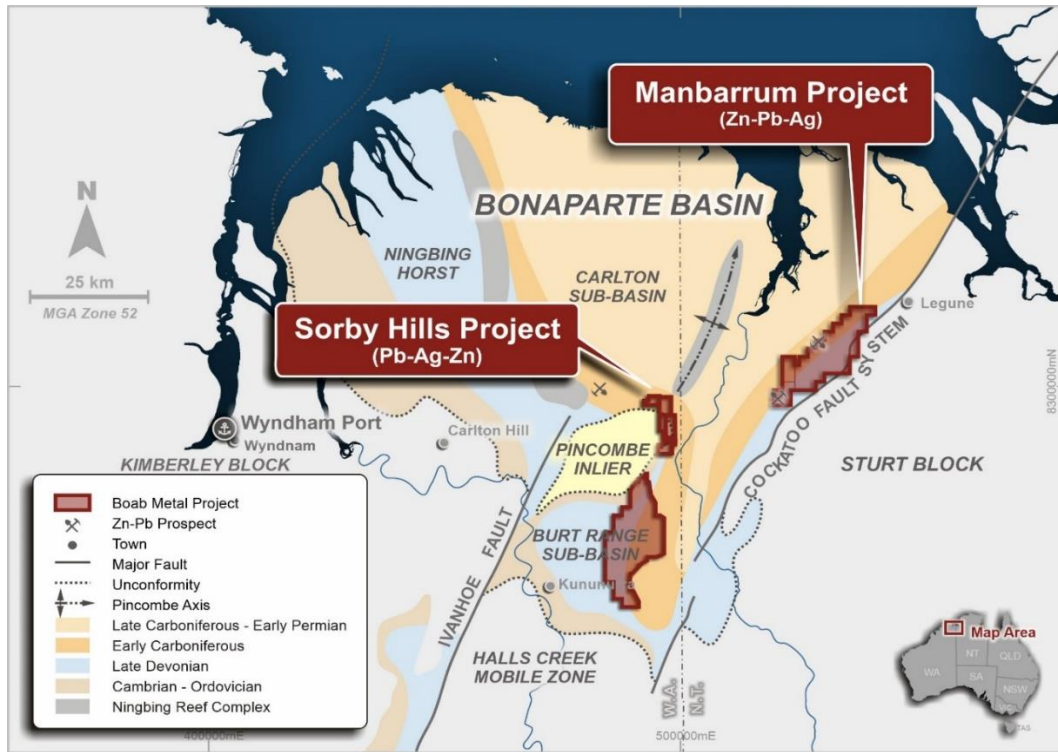 Manbarrum Project
(Zn-Pb-Ag)
BONAPARTE BASIN
N
NINGBING
HORST
CARLTON
SUB-BASIN
25 km
MGA Zone 52
Legune
Sorby Hills Project
(Pb-Ag-Zn)
COCKATOO FAULT SYSTEM
8300000mN
Wyndham Port
Wyndnam
Carlton Hill
KIMBERLEY BLOCK
PINCOMBE
INLIER
STURT BLOCK
IVANHOE FAULT
BURT RANGE
SUB-BASIN
HALLS CREEK
MOBILE ZONE
W.A.
N.T.
Boab Metal Project
Zn-Pb Prospect
Town
Major Fault
Unconformity
Pincombe Axis
Late Carboniferous - Early Permian
Early Carboniferous
Late Devonian
Cambrian - Ordovician
Ningbing Reef Complex
400000mE
500000mE
Map Area
WA
NT
QLD
SA
NSW
TAS